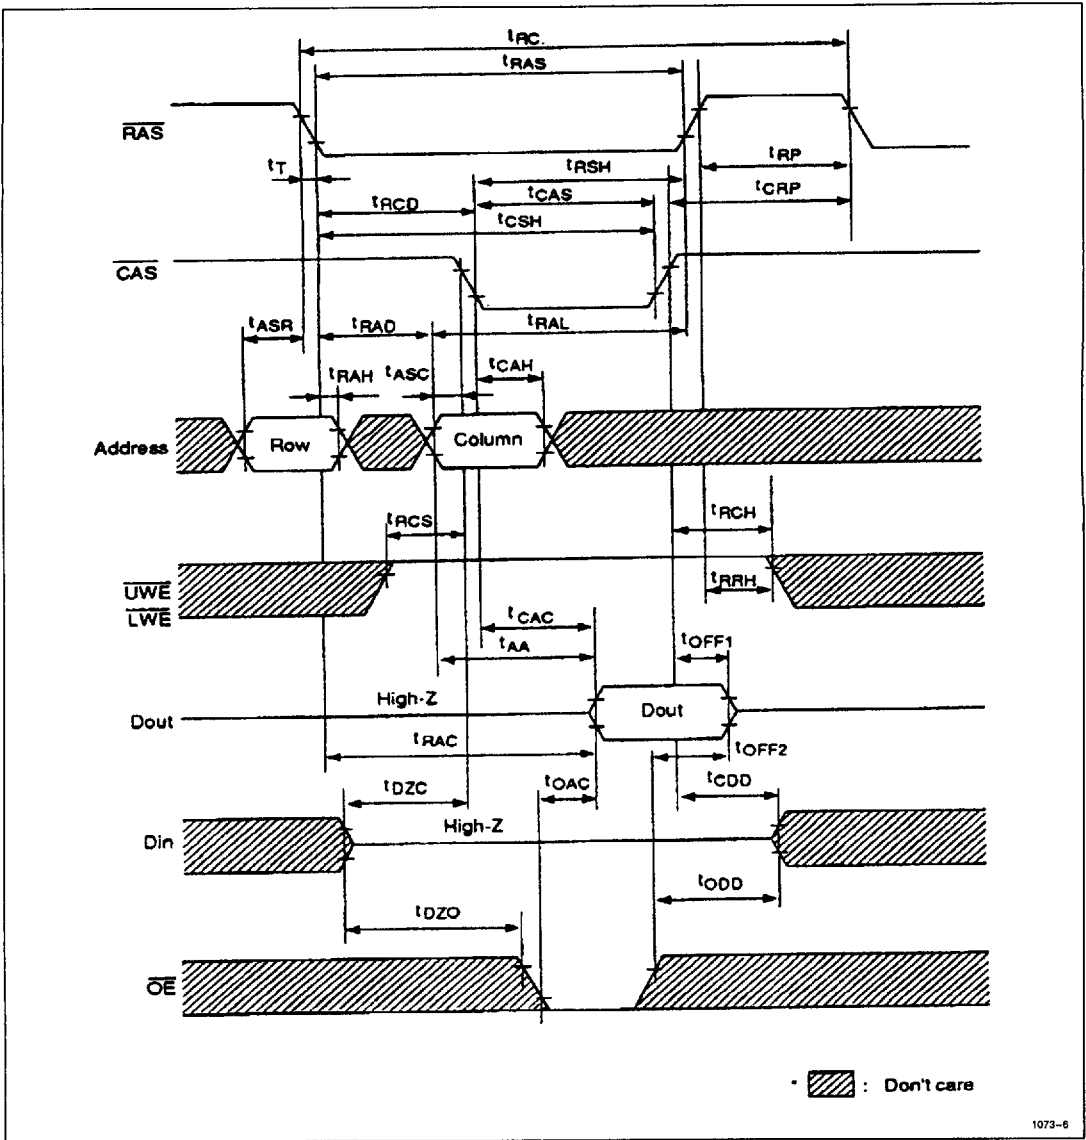 tRC.
tRAS
RAS
tT
tRP
tRSH
tCAS
tCRP
tRCD
tCSH
CAS
tASR
tRAD
tRAL
tRAH
tASC
tCAH
Address
Row
Column
tRCS
tRCH
UWE
LWE
tRRH
tCAC
tAA
tOFF1
High-Z
Dout
Dout
tRAC
tOFF2
tDZC
tOAC
tCDD
Din
High-Z
tODD
tDZO
OE
* : Don't care
1073-6